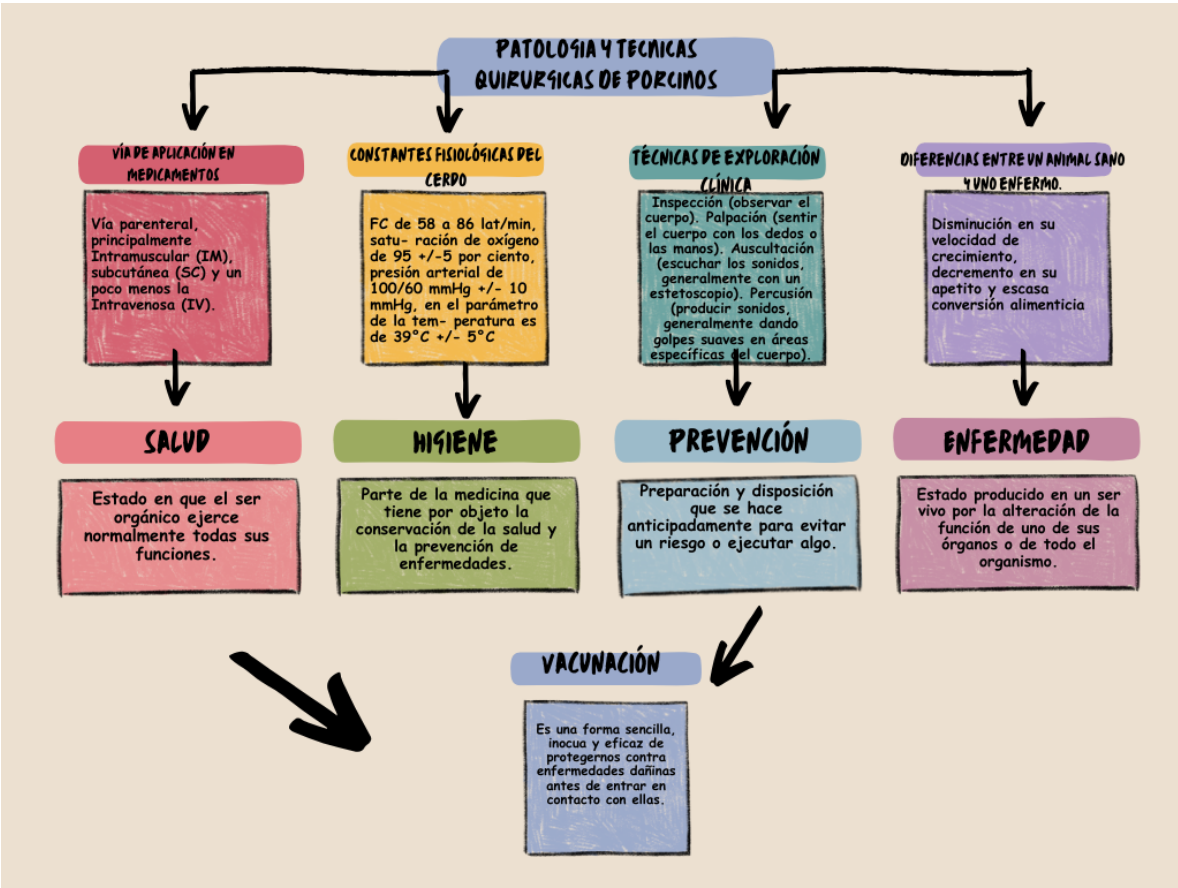 PATOLOGIA Y TECNICAS
QUIRURGICAS DE PORCINOS
VÍA DE APLICACIÓN EN
MEDICAMENTOS
Vía parenteral,
principalmente
Intramuscular (IM),
subcutánea (SC) y un
poco menos la
Intravenosa (IV).
CONSTANTES FISIOLÓGICAS DEL
CERDO
FC de 58 a 86 lat/min,
satu- ración de oxígeno
de 95 +/-5 por ciento,
presión arterial de
100/60 mmHg +/- 10
mmHg, en el parámetro
de la tem- peratura es
de 39°C +/- 5°C
TÉCNICAS DE EXPLORACIÓN
CLÍNICA
Inspección (observar el
cuerpo). Palpación (sentir
el cuerpo con los dedos o
las manos). Auscultación
(escuchar los sonidos,
generalmente con un
estetoscopio). Percusión
(producir sonidos,
generalmente dando
golpes suaves en áreas
específicas del cuerpo).
DIFERENCIAS ENTRE UN ANIMAL SANO
Y UNO ENFERMO.
Disminución en su
velocidad de
crecimiento,
decremento en su
apetito y escasa
conversión alimenticia
SALUD
Estado en que el ser
orgánico ejerce
normalmente todas sus
funciones.
HIGIENE
Parte de la medicina que
tiene por objeto la
conservación de la salud y
la prevención de
enfermedades.
PREVENCIÓN
Preparación y disposición
que se hace
anticipadamente para evitar
un riesgo o ejecutar algo.
ENFERMEDAD
Estado producido en un ser
vivo por la alteración de la
función de uno de sus
órganos o de todo el
organismo.
VACUNACIÓN
Es una forma sencilla,
inocua y eficaz de
protegernos contra
enfermedades dañinas
antes de entrar en
contacto con ellas.